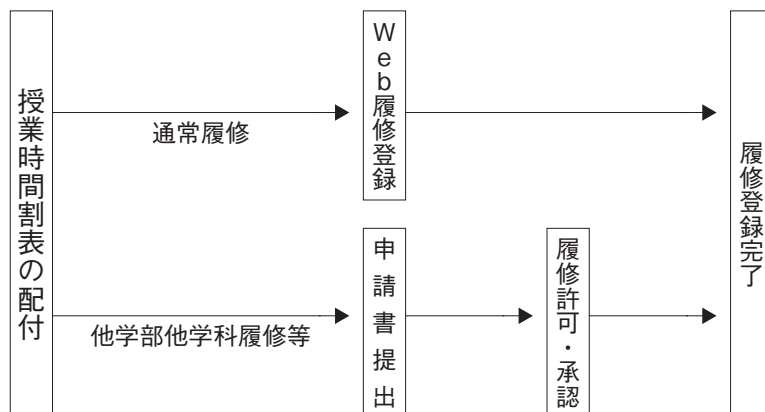 授業時間割表の配付
通常履修
Web履修登録
他学部他学科履修等
申請書提出
履修許可・承認
履修登録完了